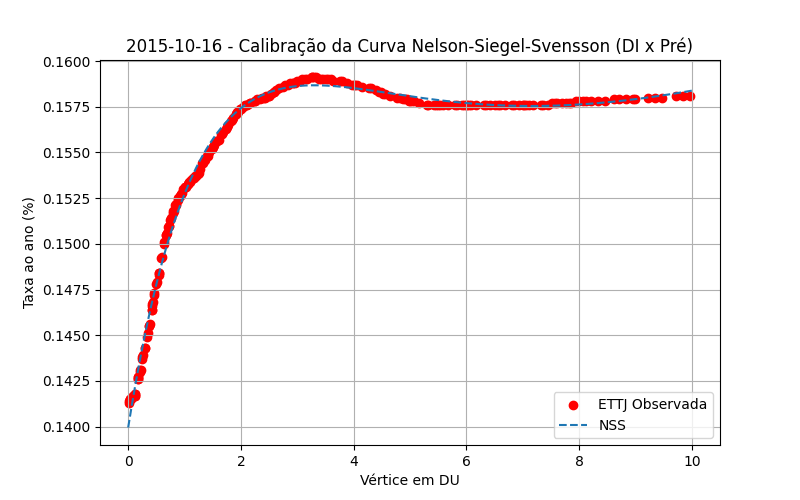 2015-10-16 - Calibração da Curva Nelson-Siegel-Svensson (DI x Pré)
0.1600
0.1575
0.1550
0.1525
0.1500
0.1475
0.1450
0.1425
0.1400
Taxa ao ano (%)
ETTJ Observada
NSS
0 2 4 6 8 10
Vértice em DU